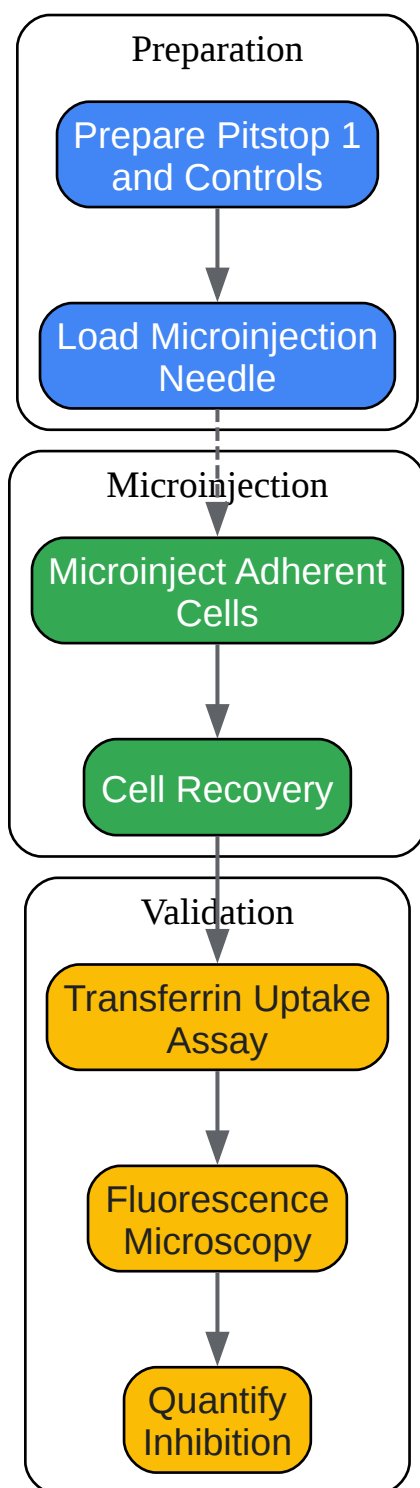 Preparation
Prepare Pitstop 1
and Controls
Load Microinjection
Needle
Microinjection
Microinject Adherent
Cells
Cell Recovery
Validation
Transferrin Uptake
Assay
Fluorescence
Microscopy
Quantify
Inhibition